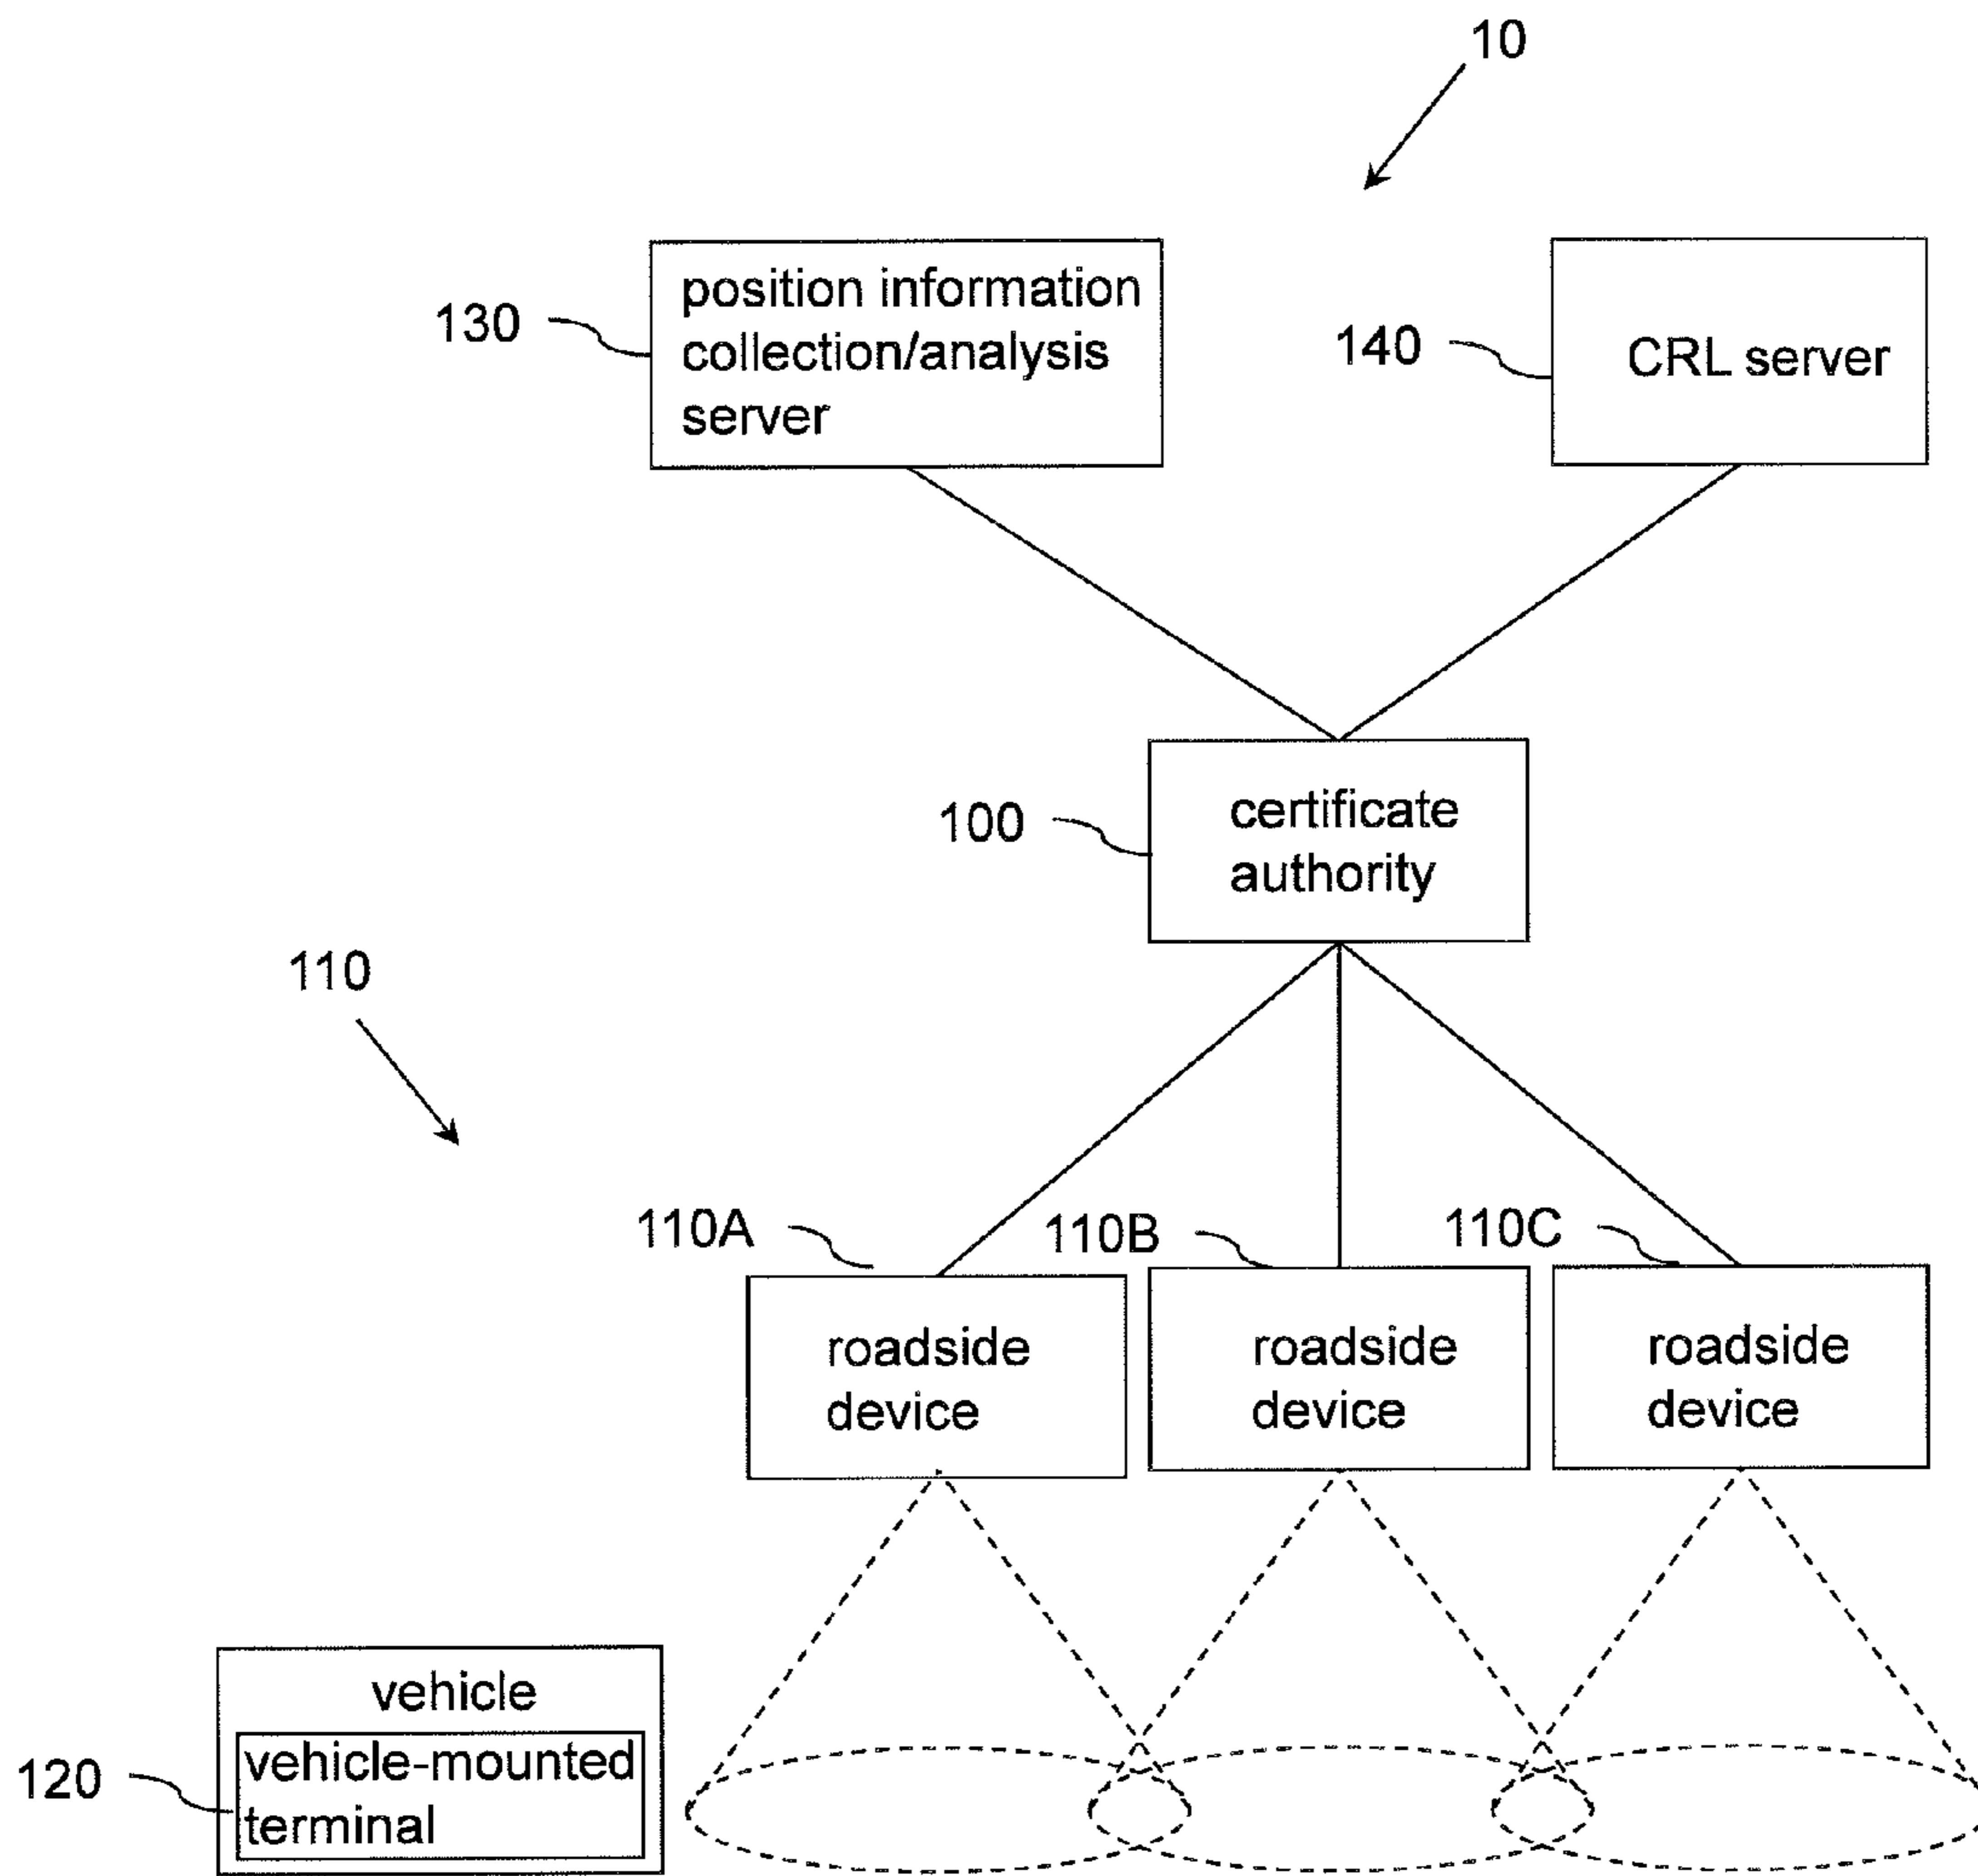 10
130
position information
collection/analysis
server
140
CRL server
100
certificate
authority
110
110A
110B
110C
roadside
device
roadside
device
roadside
device
vehicle
120
vehicle-mounted
terminal